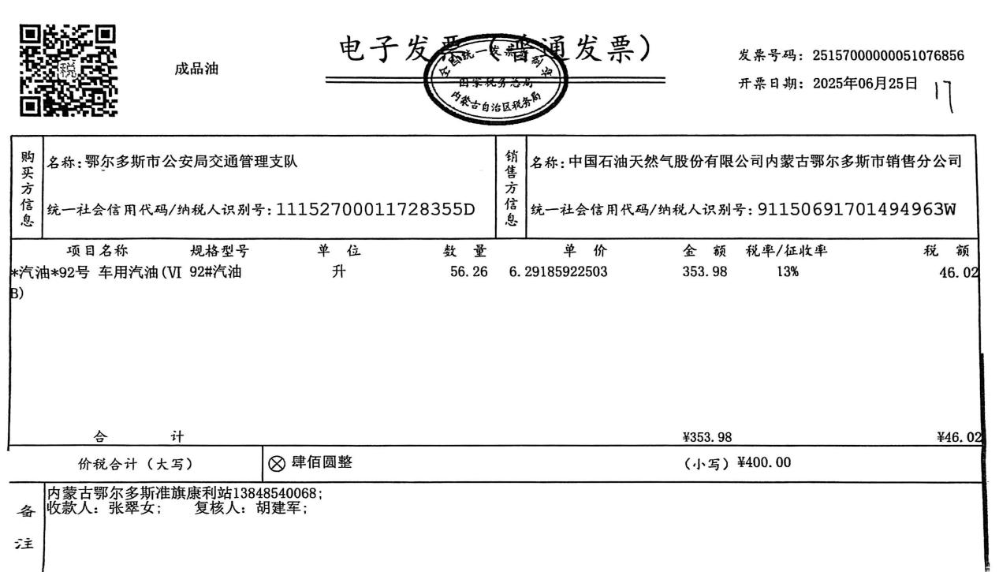 税
成品油
电子发票（普通发票）
全国统一发票监制章
国家税务总局
内蒙古自治区税务局
发票号码：25157000000051076856
开票日期：2025年06月25日
17
购买方信息
名称：鄂尔多斯市公安局交通管理支队
统一社会信用代码/纳税人识别号：11152700011728355D
销售方信息
名称：中国石油天然气股份有限公司内蒙古鄂尔多斯市销售分公司
统一社会信用代码/纳税人识别号：91150691701494963W
项目名称 规格型号 单 位 数 量 单 价 金 额 税率/征收率 税 额
*汽油*92号 车用汽油(VI 92#汽油 升 56.26 6.29185922503 353.98 13% 46.02
B)
合 计 ¥353.98 ¥46.02
价税合计（大写） ⊗ 肆佰圆整 （小写）¥400.00
备注
内蒙古鄂尔多斯准旗康利站13848540068;
收款人：张翠女; 复核人：胡建军;